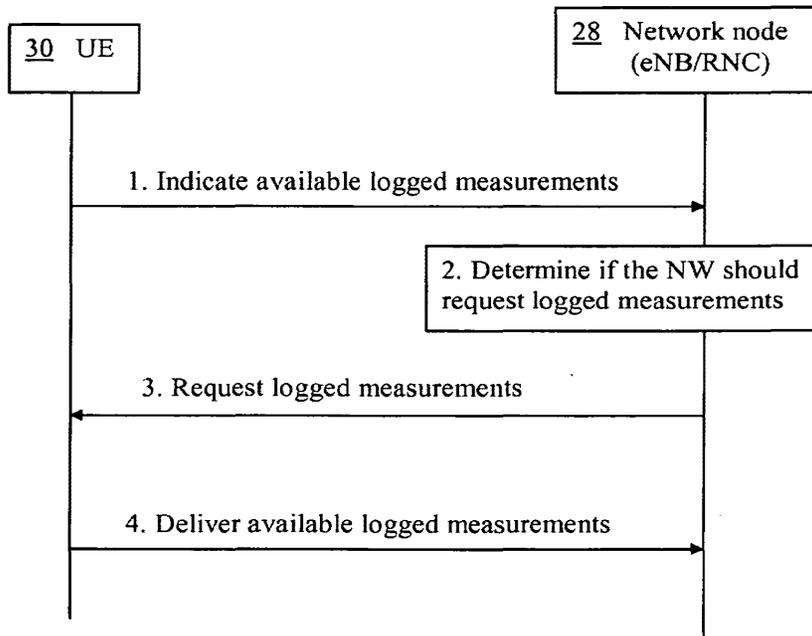 30 UE
28 Network node
(eNB/RNC)
1. Indicate available logged measurements
2. Determine if the NW should
request logged measurements
3. Request logged measurements
4. Deliver available logged measurements